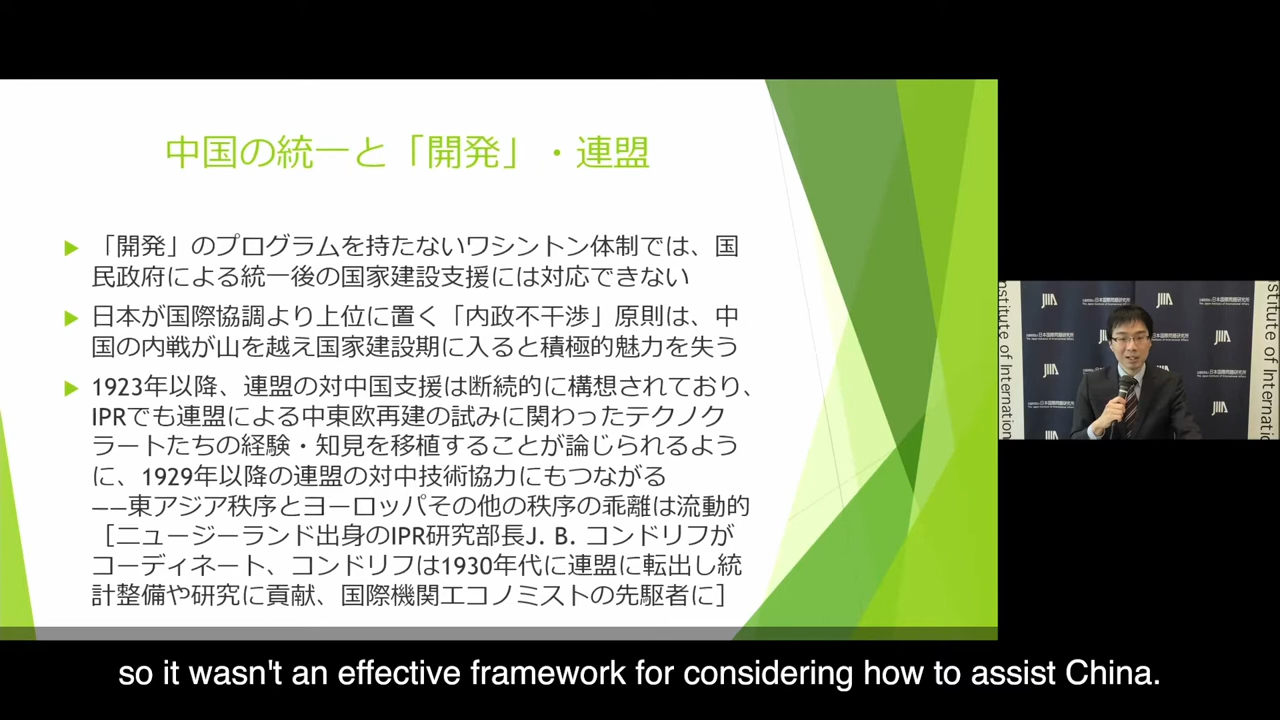 中国の統一と「開発」・連盟
「開発」のプログラムを持たないワシントン体制では、国
民政府による統一後の国家建設支援には対応できない
日本が国際協調より上位に置く「内政不干渉」原則は、中
国の内戦が山を越え国家建設期に入ると積極的魅力を失う
1923年以降、連盟の対中国支援は断続的に構想されており、
IPRでも連盟による中東欧再建の試みに関わったテクノク
ラートたちの経験・知見を移植することが論じられるよう
に、1929年以降の連盟の対中技術協力にもつながる
——東アジア秩序とヨーロッパその他の秩序の乖離は流動的
［ニュージーランド出身のIPR研究部長J. B. コンドリフが
コーディネート、コンドリフは1930年代に連盟に転出し統
計整備や研究に貢献、国際機関エコノミストの先駆者に］
nstitute of Internation
JIIA
日本国際問題研究所
stitute of Internationa
so it wasn't an effective framework for considering how to assist China.